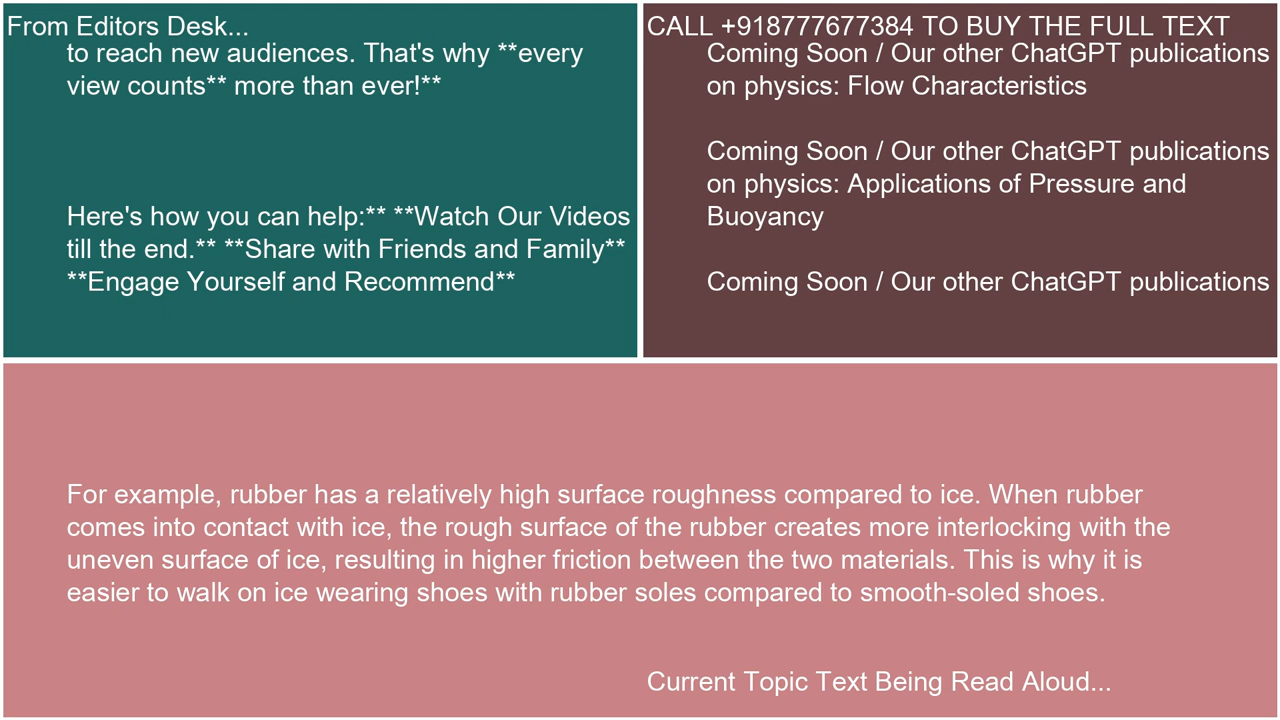 From Editors Desk...
to reach new audiences. That's why **every
view counts** more than ever!**
Here's how you can help:** **Watch Our Videos
till the end.** **Share with Friends and Family**
**Engage Yourself and Recommend**
CALL +918777677384 TO BUY THE FULL TEXT
Coming Soon / Our other ChatGPT publications
on physics: Flow Characteristics
Coming Soon / Our other ChatGPT publications
on physics: Applications of Pressure and
Buoyancy
Coming Soon / Our other ChatGPT publications
For example, rubber has a relatively high surface roughness compared to ice. When rubber
comes into contact with ice, the rough surface of the rubber creates more interlocking with the
uneven surface of ice, resulting in higher friction between the two materials. This is why it is
easier to walk on ice wearing shoes with rubber soles compared to smooth-soled shoes.
Current Topic Text Being Read Aloud...